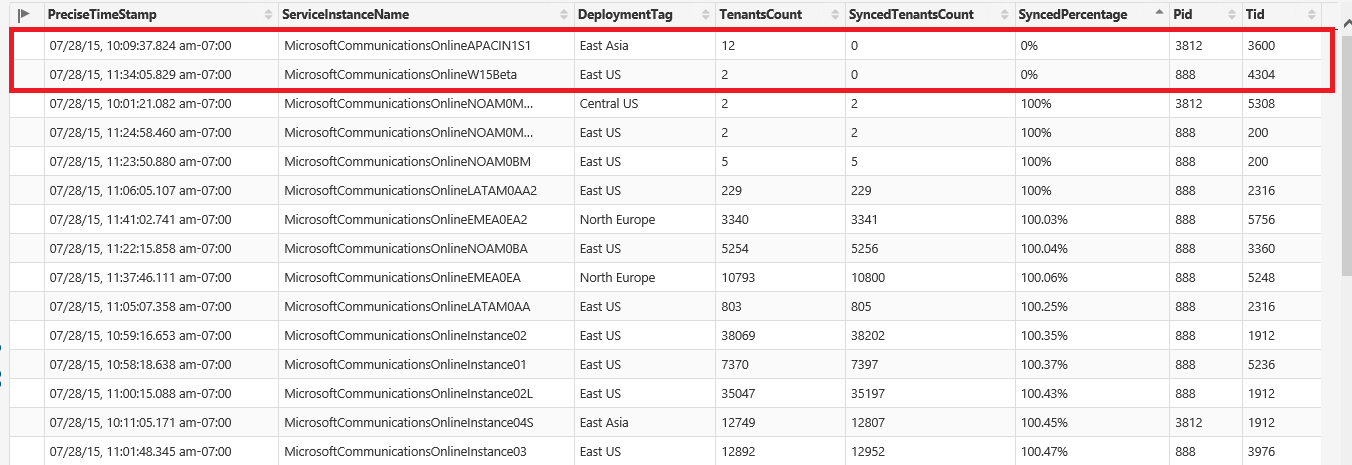 PreciseTimeStamp ServiceInstanceName DeploymentTag TenantsCount SyncedTenantsCount SyncedPercentage Pid Tid
07/28/15, 10:09:37.824 am-07:00 MicrosoftCommunicationsOnlineAPACIN1S1 East Asia 12 0 0% 3812 3600
07/28/15, 11:34:05.829 am-07:00 MicrosoftCommunicationsOnlineW15Beta East US 2 0 0% 888 4304
07/28/15, 10:01:21.082 am-07:00 MicrosoftCommunicationsOnlineNOAM0M... Central US 2 2 100% 3812 5308
07/28/15, 11:24:58.460 am-07:00 MicrosoftCommunicationsOnlineNOAM0M... East US 2 2 100% 888 200
07/28/15, 11:23:50.880 am-07:00 MicrosoftCommunicationsOnlineNOAM0BM East US 5 5 100% 888 200
07/28/15, 11:06:05.107 am-07:00 MicrosoftCommunicationsOnlineLATAM0AA2 East US 229 229 100% 888 2316
07/28/15, 11:41:02.741 am-07:00 MicrosoftCommunicationsOnlineEMEA0EA2 North Europe 3340 3341 100.03% 888 5756
07/28/15, 11:22:15.858 am-07:00 MicrosoftCommunicationsOnlineNOAM0BA East US 5254 5256 100.04% 888 3360
07/28/15, 11:37:46.111 am-07:00 MicrosoftCommunicationsOnlineEMEA0EA North Europe 10793 10800 100.06% 888 5248
07/28/15, 11:05:07.358 am-07:00 MicrosoftCommunicationsOnlineLATAM0AA East US 803 805 100.25% 888 2316
07/28/15, 10:59:16.653 am-07:00 MicrosoftCommunicationsOnlineInstance02 East US 38069 38202 100.35% 888 1912
07/28/15, 10:58:18.638 am-07:00 MicrosoftCommunicationsOnlineInstance01 East US 7370 7397 100.37% 888 5236
07/28/15, 11:00:15.088 am-07:00 MicrosoftCommunicationsOnlineInstance02L East US 35047 35197 100.43% 888 1912
07/28/15, 10:11:05.171 am-07:00 MicrosoftCommunicationsOnlineInstance04S East Asia 12749 12807 100.45% 3812 1912
07/28/15, 11:01:48.345 am-07:00 MicrosoftCommunicationsOnlineInstance03 East US 12892 12952 100.47% 888 3976